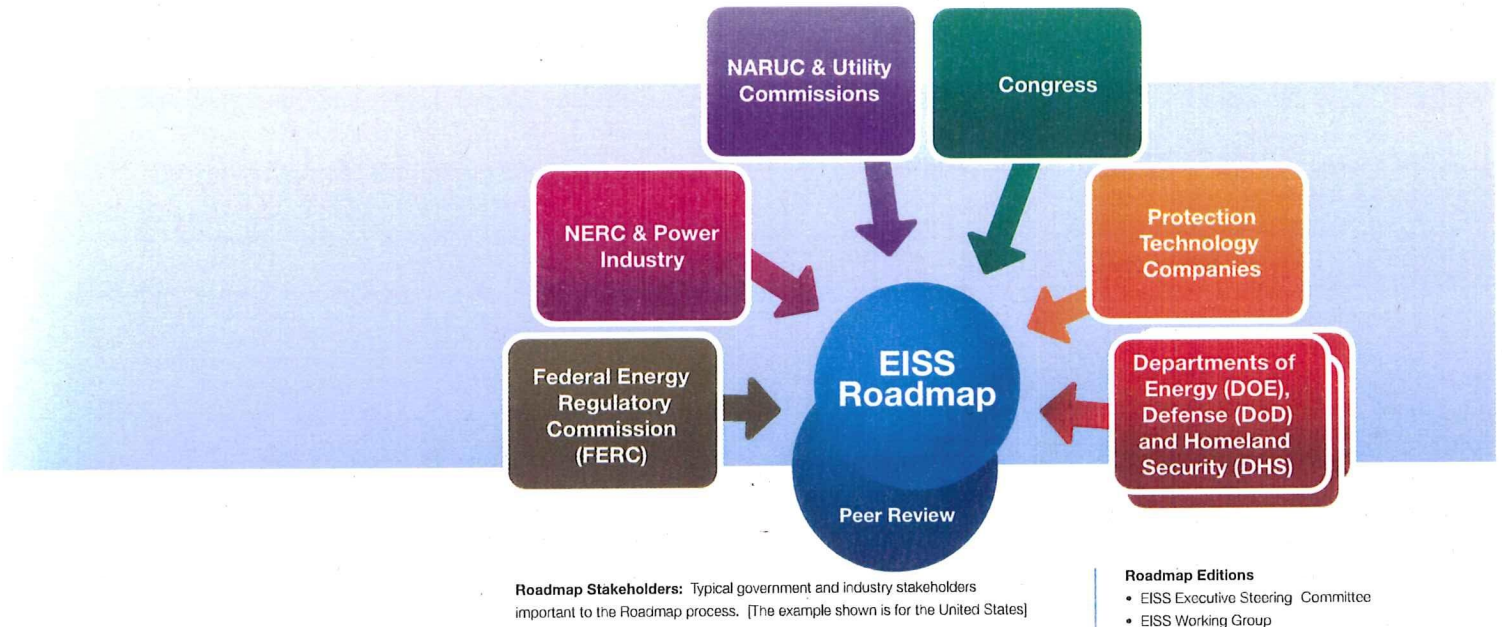 NARUC & Utility
Commissions
Congress
NERC & Power
Industry
Protection
Technology
Companies
Federal Energy
Regulatory
Commission
(FERC)
EISS
Roadmap
Departments of
Energy (DOE),
Defense (DoD)
and Homeland
Security (DHS)
Peer Review
Roadmap Stakeholders: Typical government and industry stakeholders
important to the Roadmap process. [The example shown is for the United States]
Roadmap Editions
• EISS Executive Steering Committee
• EISS Working Group